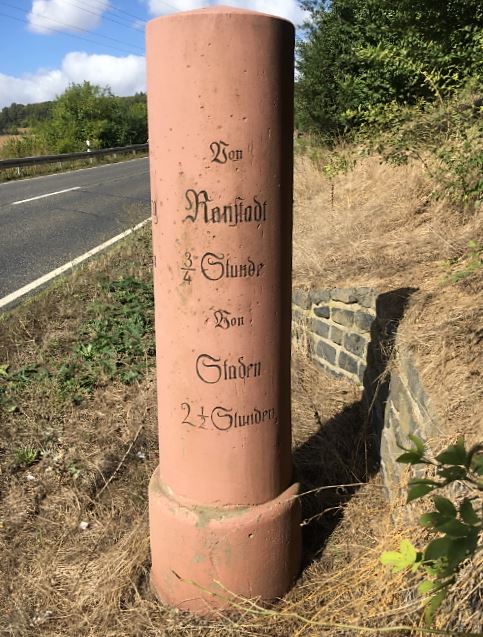 Von
Ranstadt
¾ Stunde
Von
Staden
2½ Stunden